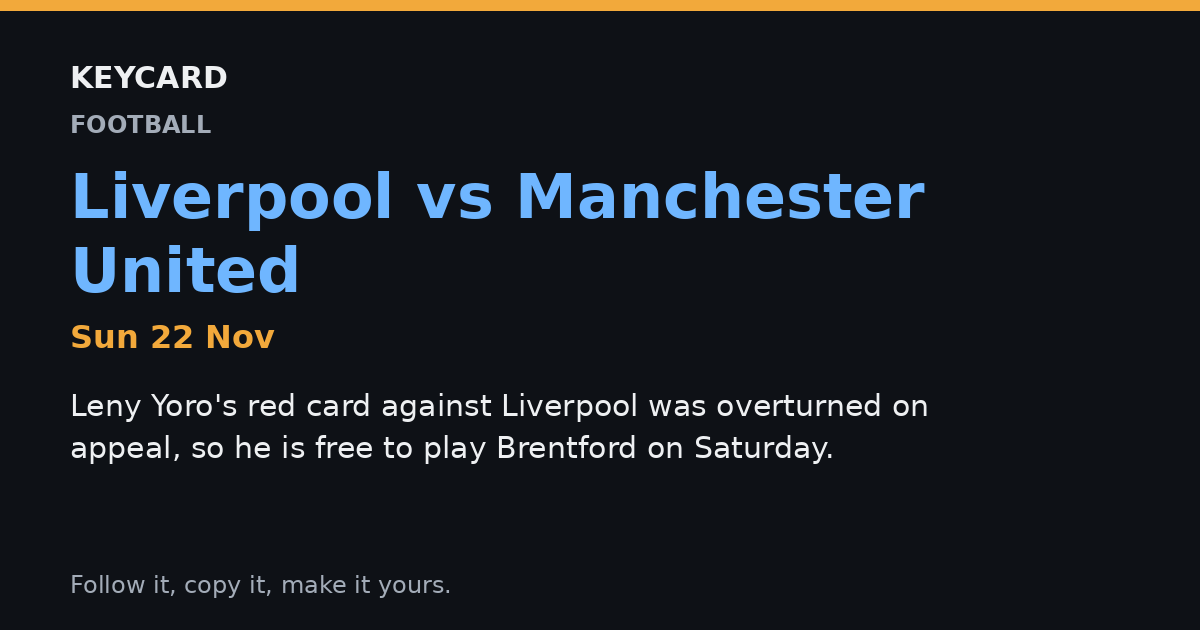 KEYCARD
FOOTBALL
Liverpool vs Manchester
United
Sun 22 Nov
Leny Yoro's red card against Liverpool was overturned on
appeal, so he is free to play Brentford on Saturday.
Follow it, copy it, make it yours.